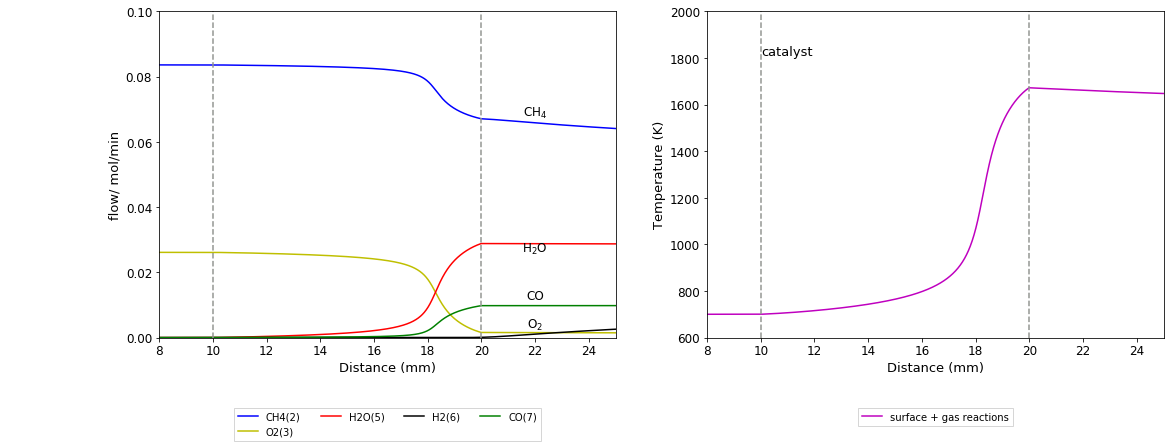 0.10
0.08
0.06
0.04
0.02
0.00
flow/ mol/min
CH₄
H₂O
CO
O₂
8 10 12 14 16 18 20 22 24
Distance (mm)
CH4(2) H2O(5) H2(6) CO(7)
O2(3)
2000
1800
1600
1400
1200
1000
800
600
Temperature (K)
catalyst
8 10 12 14 16 18 20 22 24
Distance (mm)
surface + gas reactions